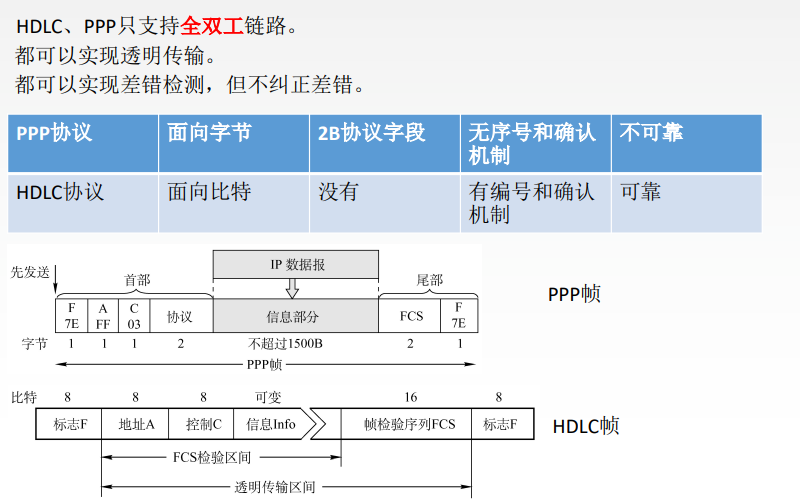 HDLC、PPP只支持全双工链路。
都可以实现透明传输。
都可以实现差错检测，但不纠正差错。
PPP协议 面向字节 2B协议字段 无序号和确认机制 不可靠
HDLC协议 面向比特 没有 有编号和确认机制 可靠
先发送
首部
IP 数据报
尾部
F 7E
A FF
C 03
协议
信息部分
FCS
F 7E
字节 1 1 1 2 不超过1500B 2 1
PPP帧
PPP帧
比特 8 8 8 可变 16 8
标志F 地址A 控制C 信息Info 帧检验序列FCS 标志F
HDLC帧
FCS检验区间
透明传输区间